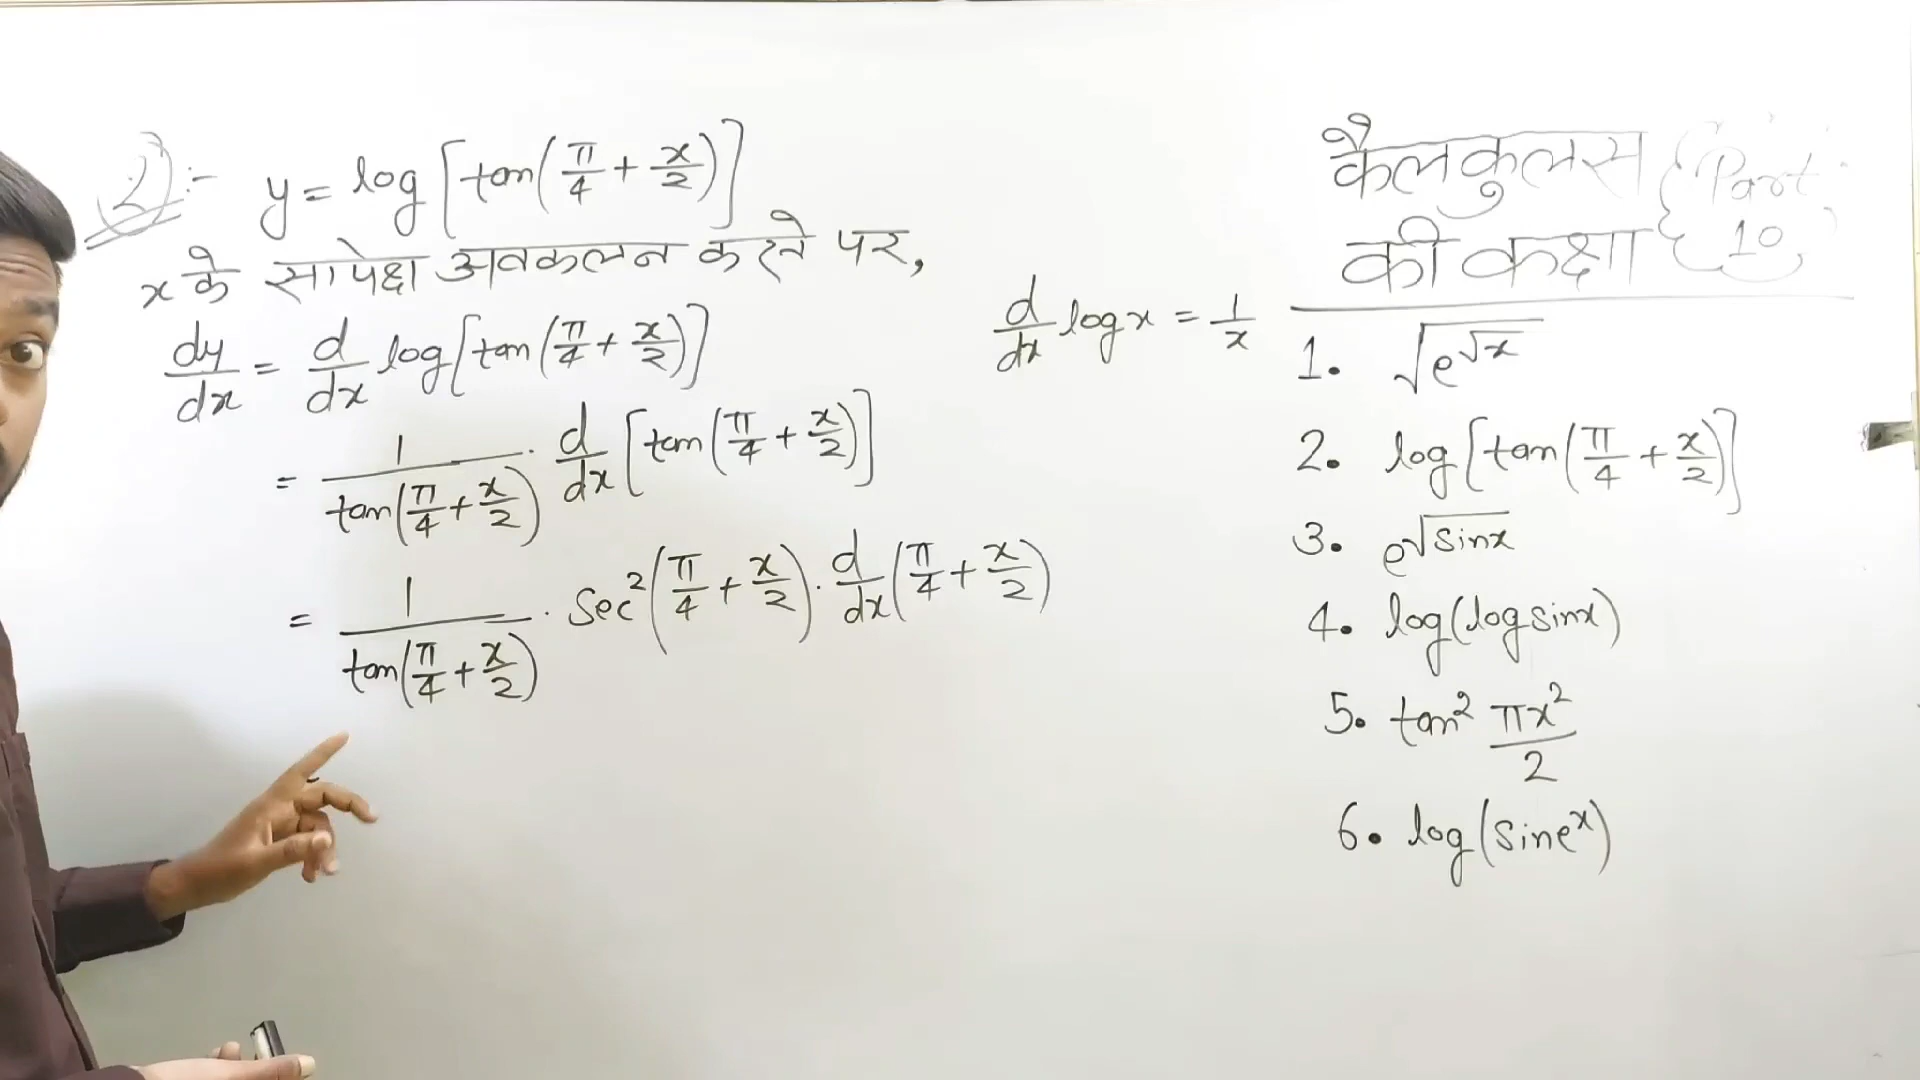 2) :- y = log [tan(π/4 + x/2)]
x के सापेक्ष अवकलन करने पर,
dy/dx = d/dx log[tan(π/4 + x/2)]
= 1/tan(π/4 + x/2) · d/dx [tan(π/4 + x/2)]
= 1/tan(π/4 + x/2) · sec²(π/4 + x/2) · d/dx (π/4 + x/2)
d/dx log x = 1/x
कैलकुलस
की कक्षा
{Part
10}
1. √(e^√x)
2. log[tan(π/4 + x/2)]
3. e^√sinx
4. log(logsinx)
5. tan² πx²/2
6. log(sine^x)